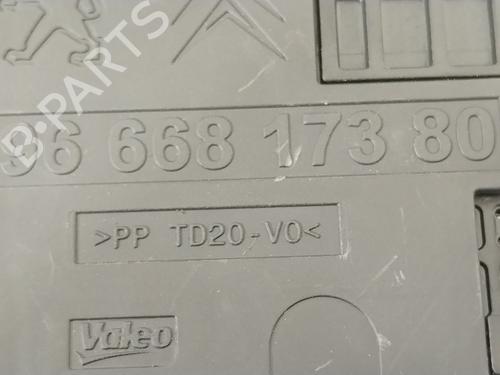 B-PARTS
96 668 173 80
>PP TD20-V0<
Valeo